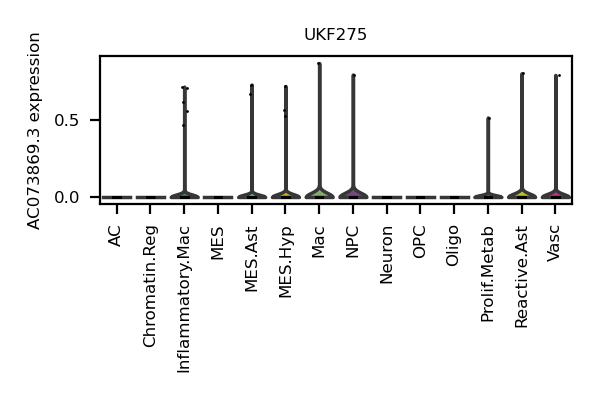 UKF275
AC073869.3 expression
0.5
0.0
AC
Chromatin.Reg
Inflammatory.Mac
MES
MES.Ast
MES.Hyp
Mac
NPC
Neuron
OPC
Oligo
Prolif.Metab
Reactive.Ast
Vasc